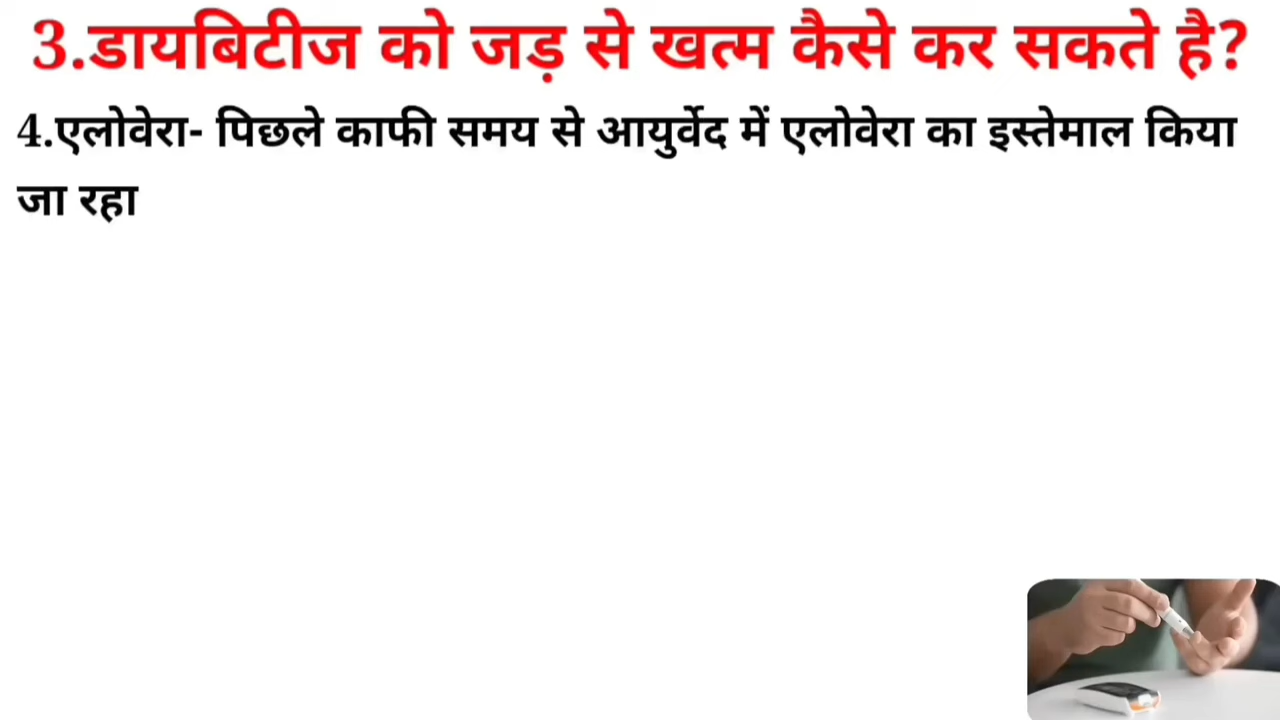 3.डायबिटीज को जड़ से खत्म कैसे कर सकते है?
4.एलोवेरा- पिछले काफी समय से आयुर्वेद में एलोवेरा का इस्तेमाल किया
जा रहा